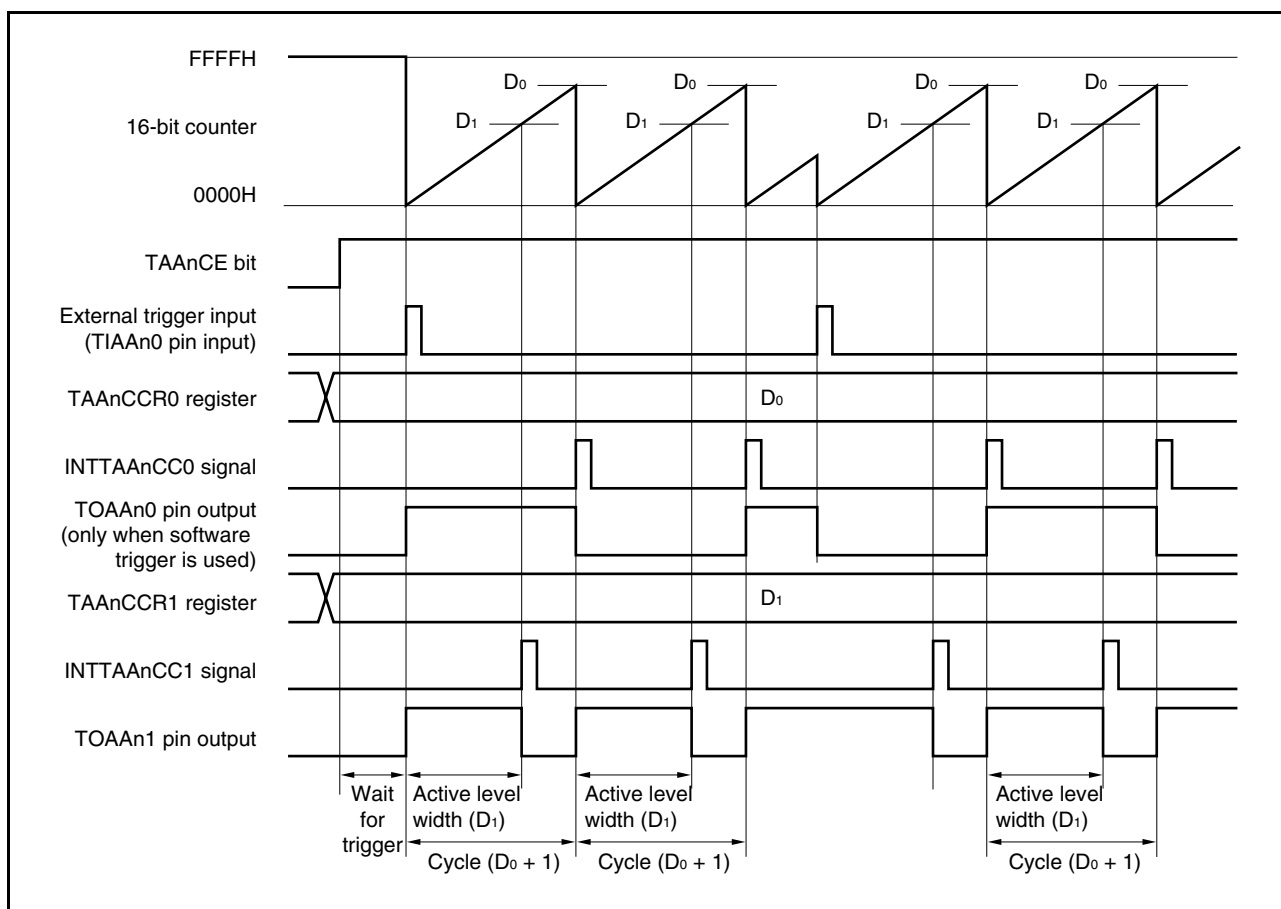 FFFFH
D0 D0 D0 D0
16-bit counter
D1 D1 D1 D1
0000H
TAAnCE bit
External trigger input
(TIAAn0 pin input)
TAAnCCR0 register
D0
INTTAAnCC0 signal
TOAAn0 pin output
(only when software
trigger is used)
TAAnCCR1 register
D1
INTTAAnCC1 signal
TOAAn1 pin output
Wait
for
trigger
Active level
width (D1)
Cycle (D0 + 1)
Active level
width (D1)
Cycle (D0 + 1)
Active level
width (D1)
Cycle (D0 + 1)